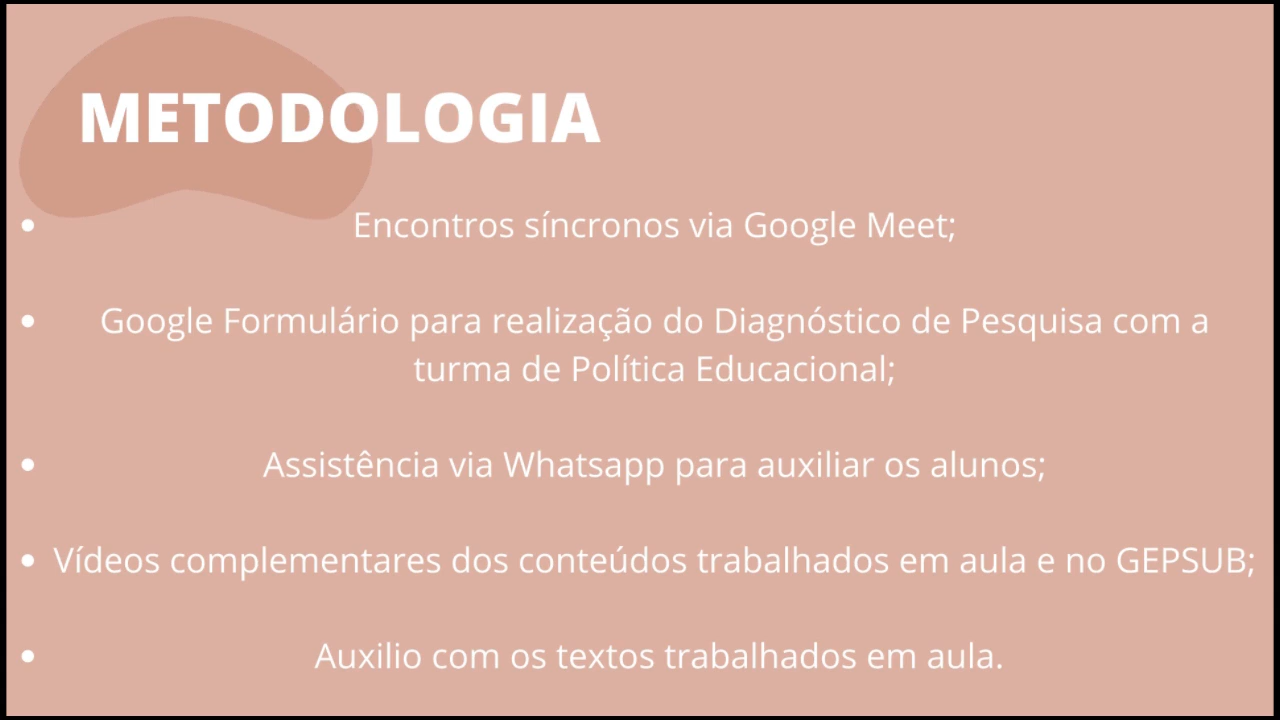 METODOLOGIA
• Encontros síncronos via Google Meet;
• Google Formulário para realização do Diagnóstico de Pesquisa com a
turma de Política Educacional;
• Assistência via Whatsapp para auxiliar os alunos;
• Vídeos complementares dos conteúdos trabalhados em aula e no GEPSUB;
• Auxilio com os textos trabalhados em aula.